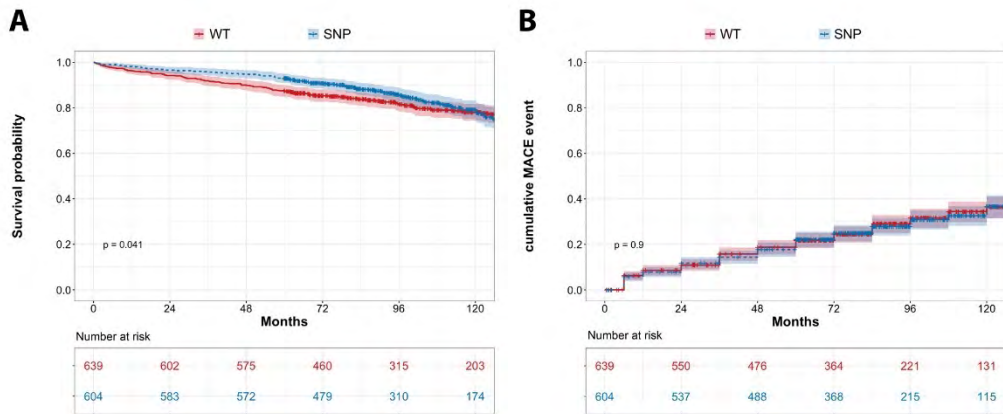 A
WT SNP
Survival probability
1.0
0.8
0.6
0.4
0.2
0.0
p = 0.041
0 24 48 72 96 120
Months
Number at risk
639 602 575 460 315 203
604 583 572 479 310 174
B
WT SNP
cumulative MACE event
1.0
0.8
0.6
0.4
0.2
0.0
p = 0.9
0 24 48 72 96 120
Months
Number at risk
639 550 476 364 221 131
604 537 488 368 215 115